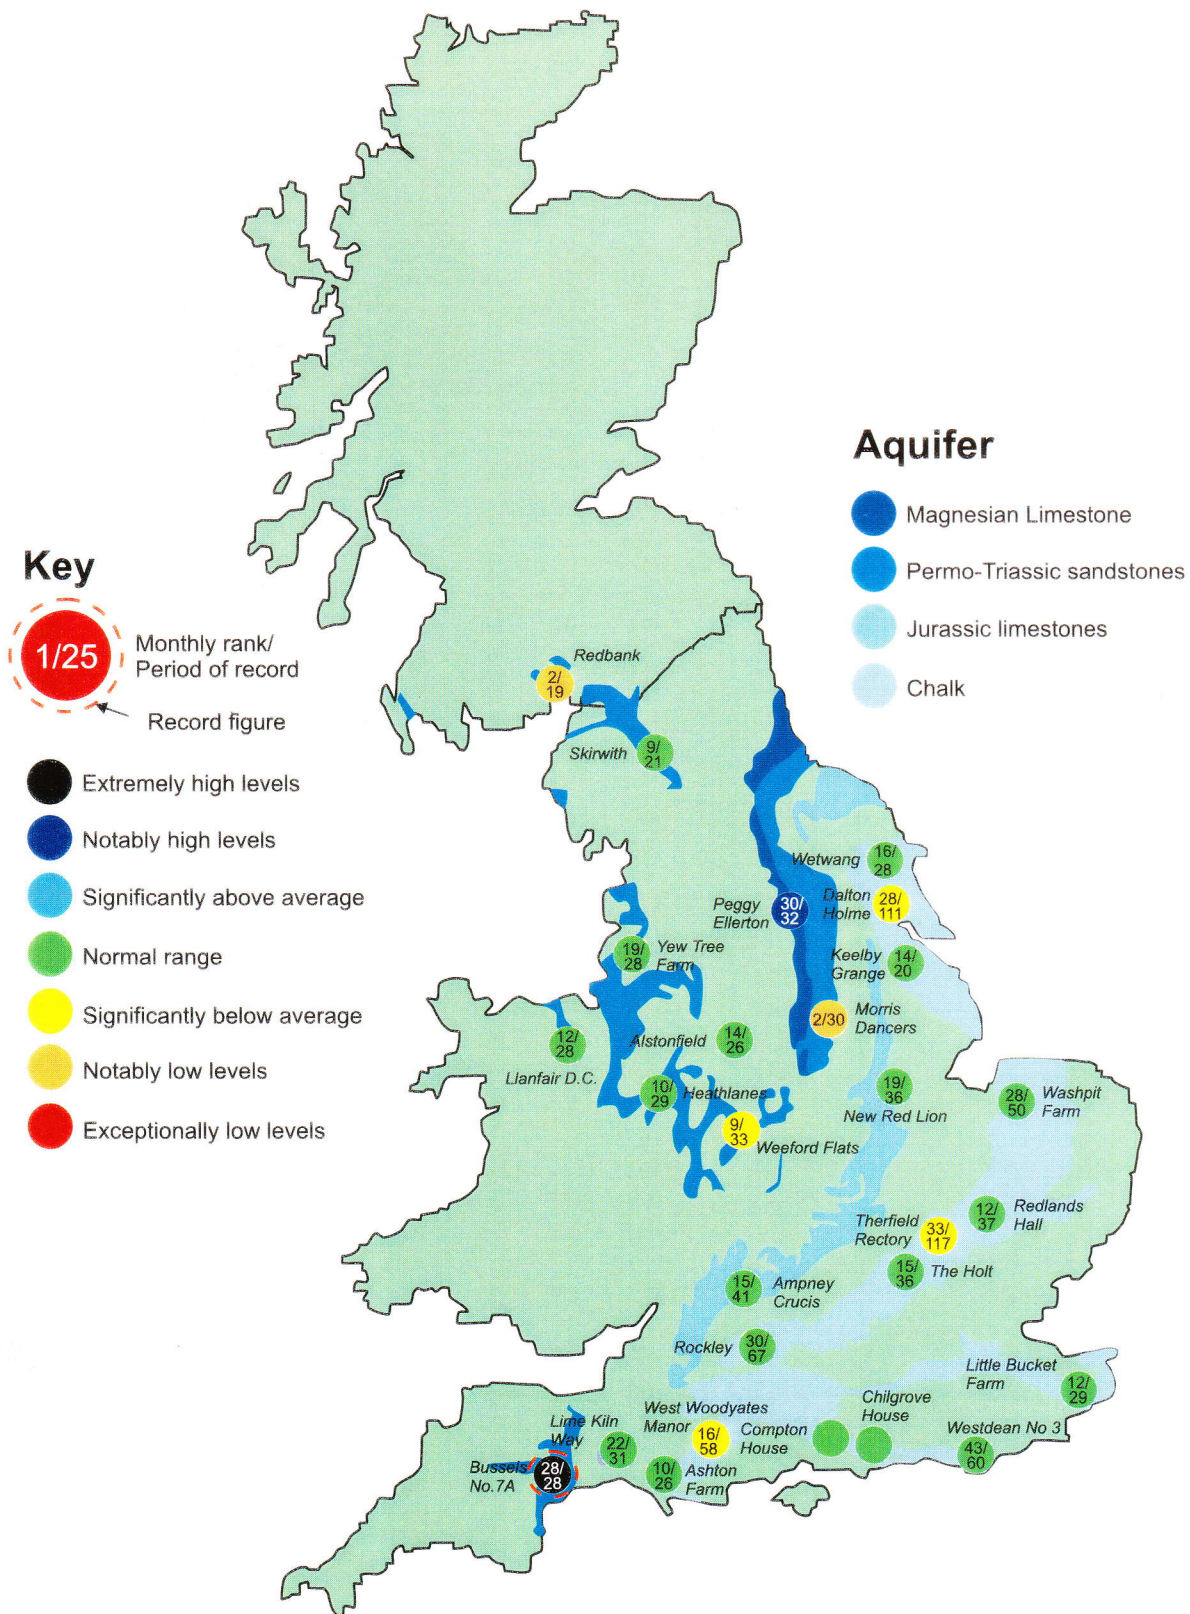 Aquifer
Magnesian Limestone
Permo-Triassic sandstones
Jurassic limestones
Chalk
Key
1/25
Monthly rank/
Period of record
Record figure
Extremely high levels
Notably high levels
Significantly above average
Normal range
Significantly below average
Notably low levels
Exceptionally low levels
Redbank
2/
19
Skirwith
9/
21
Wetwang
16/
28
Peggy
Ellerton
30/
32
Dalton
Holme
28/
111
Yew Tree
Farm
19/
28
Keelby
Grange
14/
20
Morris
Dancers
2/30
Llanfair D.C.
12/
28
Alstonfield
14/
26
Heathlanes
10/
29
New Red Lion
19/
36
Washpit
Farm
28/
50
Weeford Flats
9/
33
Redlands
Hall
12/
37
Therfield
Rectory
33/
117
The Holt
15/
36
Ampney
Crucis
15/
41
Rockley
30/
67
Little Bucket
Farm
12/
29
Chilgrove
House
West Woodyates
Manor
16/
58
Compton
House
Westdean No 3
43/
60
Lime Kiln
Way
22/
31
Bussels
No.7A
28/
28
Ashton
Farm
10/
26